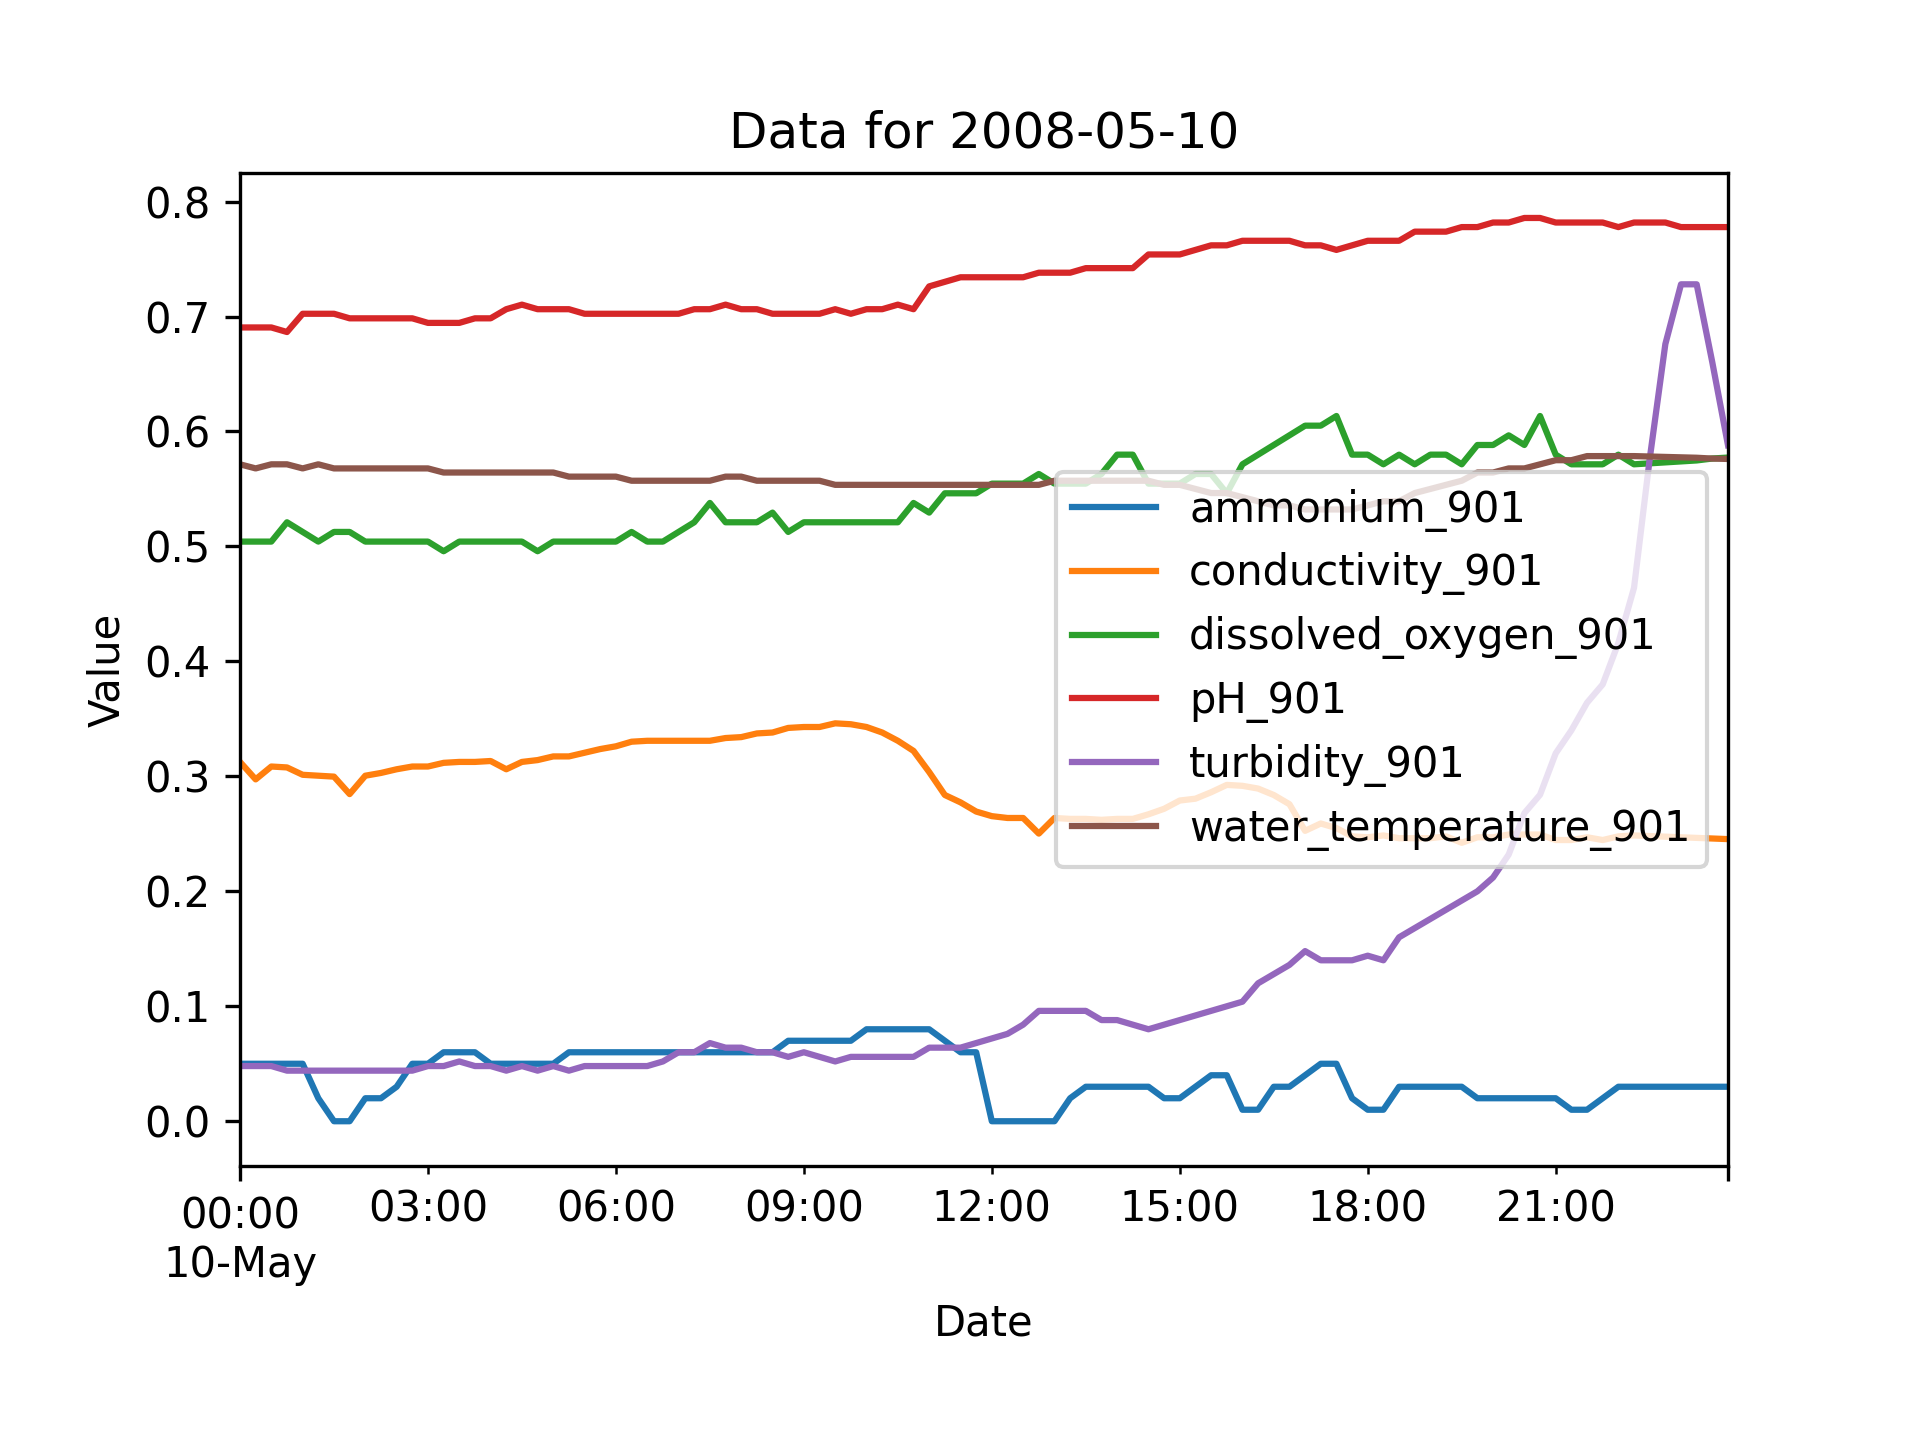 Data for 2008-05-10
0.8
0.7
0.6
0.5
0.4
0.3
0.2
0.1
0.0
Value
ammonium_901
conductivity_901
dissolved_oxygen_901
pH_901
turbidity_901
water_temperature_901
00:00 03:00 06:00 09:00 12:00 15:00 18:00 21:00
10-May
Date